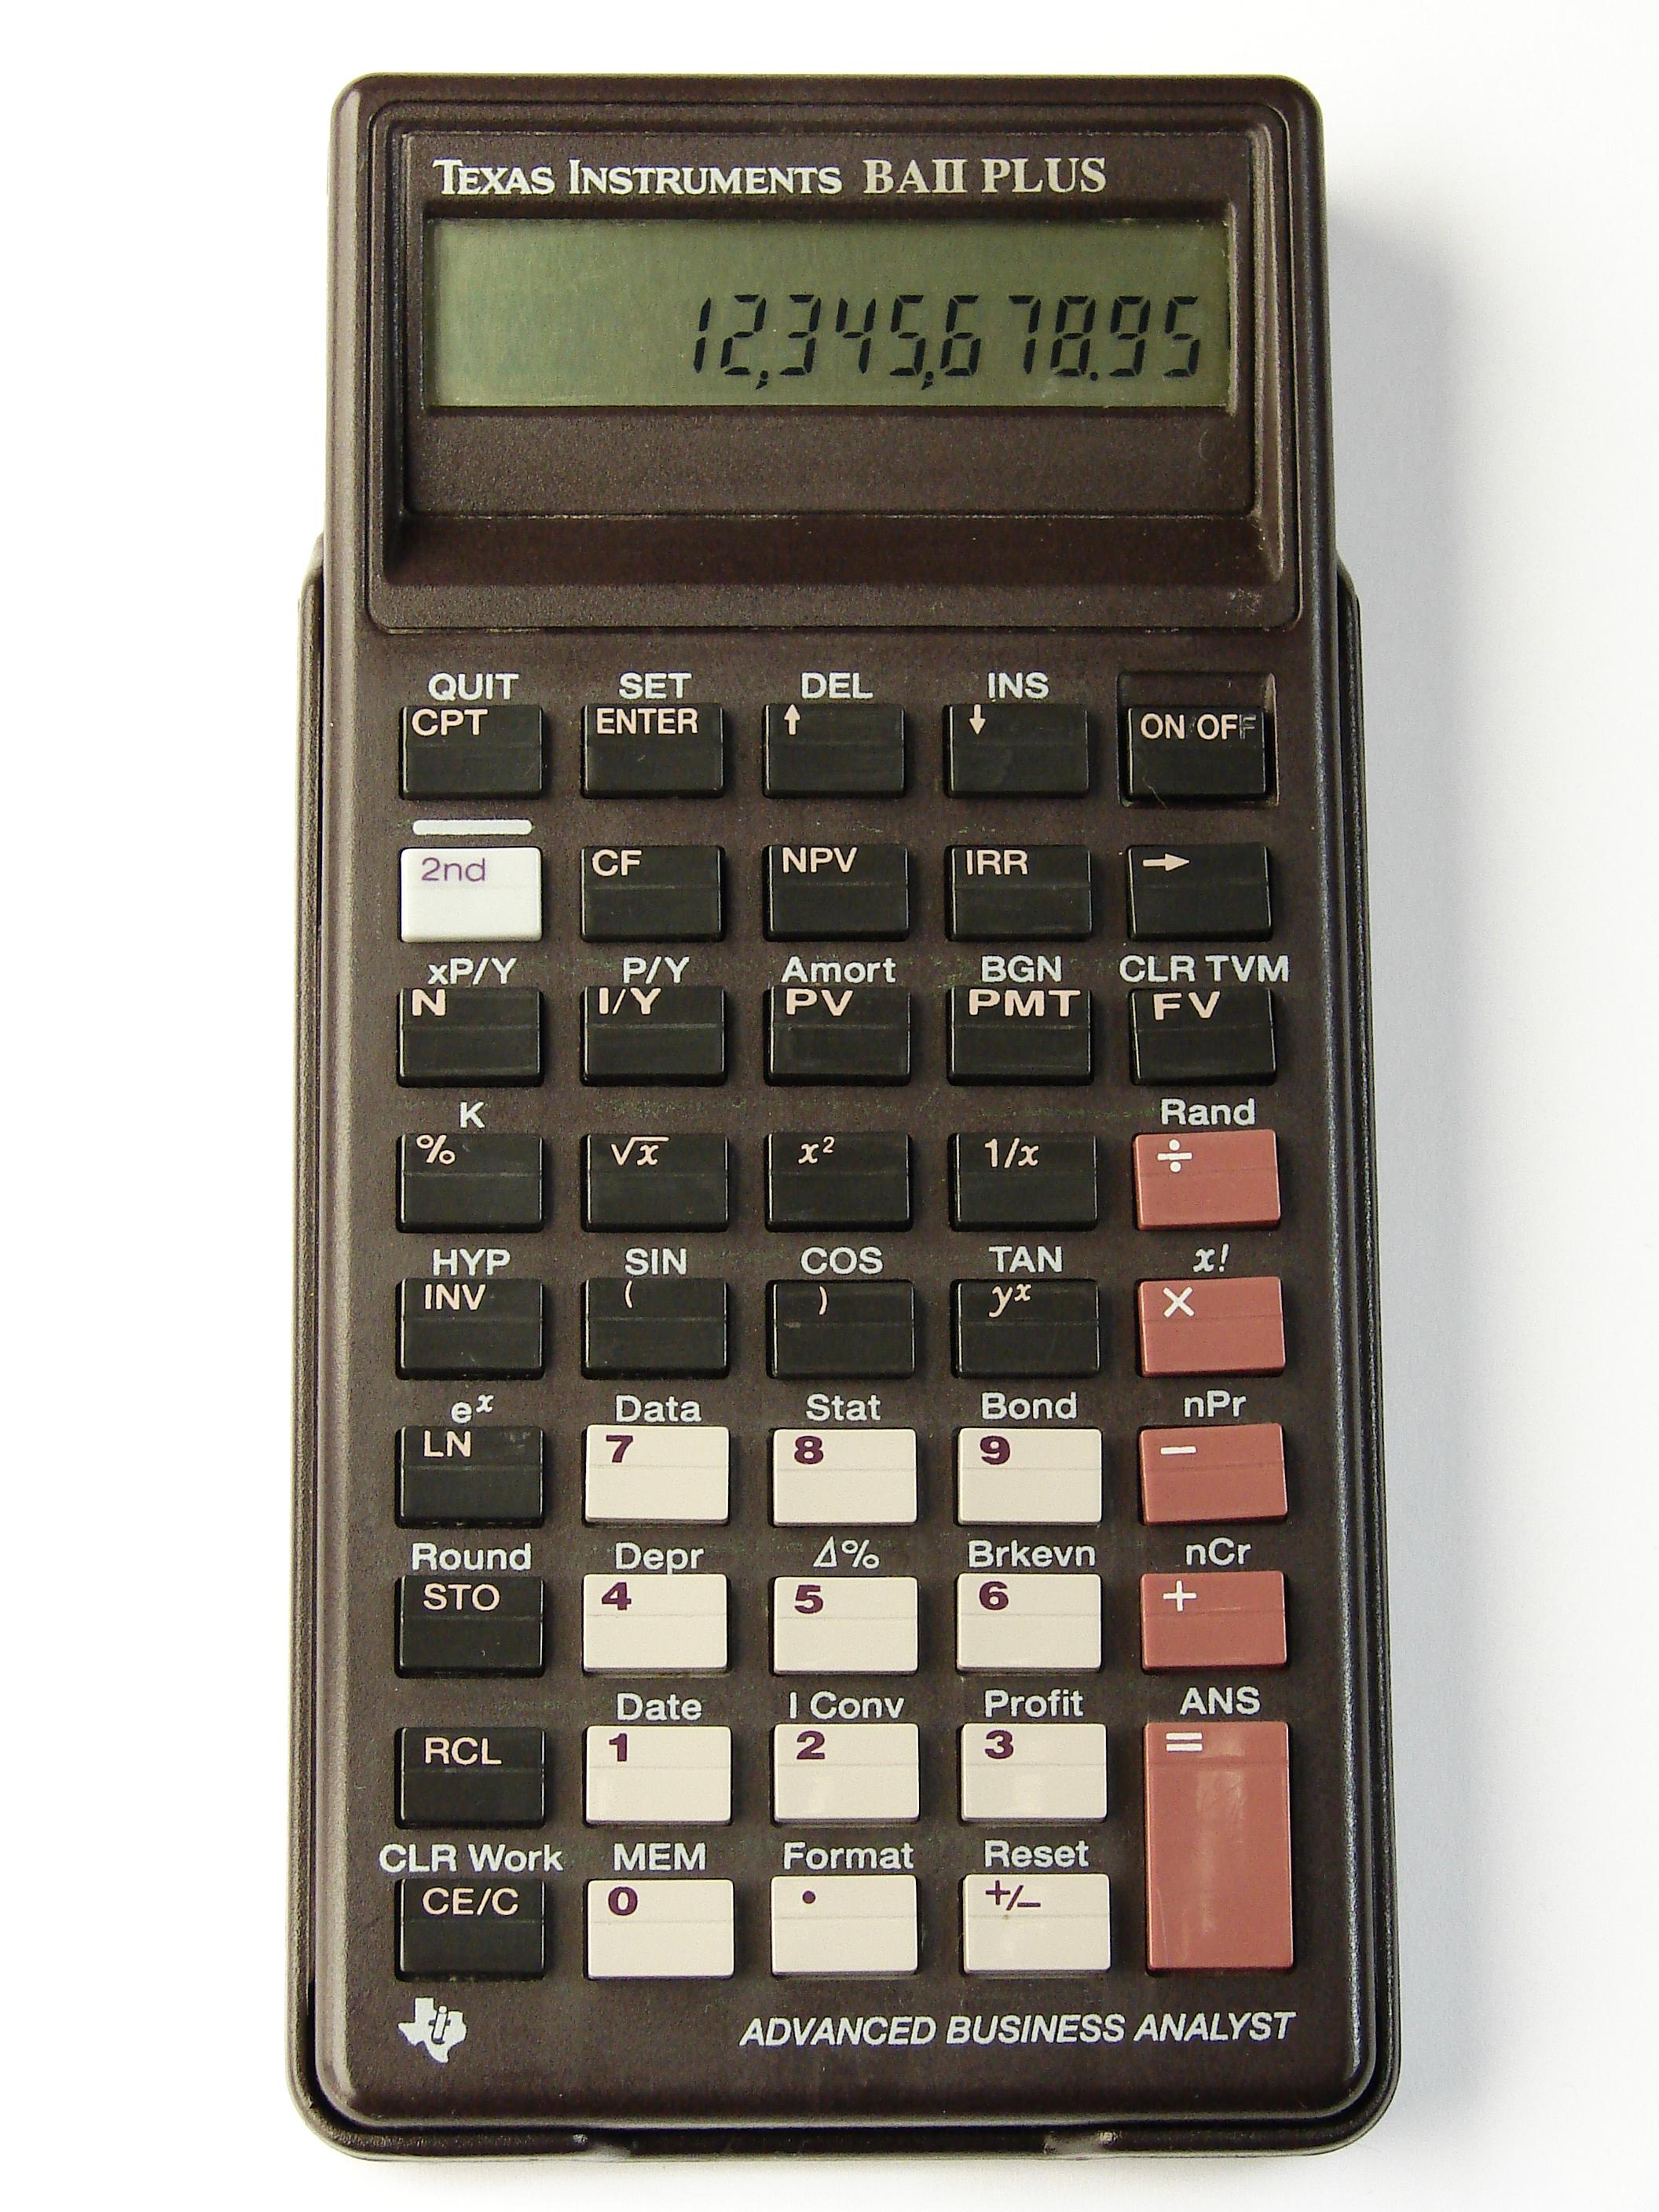 TEXAS INSTRUMENTS BAII PLUS
12,345,678.95
QUIT SET DEL INS
CPT ENTER ↑ ↓ ON/OFF
2nd CF NPV IRR →
xP/Y P/Y Amort BGN CLR TVM
N I/Y PV PMT FV
K Rand
% √x x² 1/x ÷
HYP SIN COS TAN x!
INV ( ) yˣ ×
eˣ Data Stat Bond nPr
LN 7 8 9 −
Round Depr Δ% Brkevn nCr
STO 4 5 6 +
Date I Conv Profit ANS
RCL 1 2 3 =
CLR Work MEM Format Reset
CE/C 0 • +/−
ti ADVANCED BUSINESS ANALYST